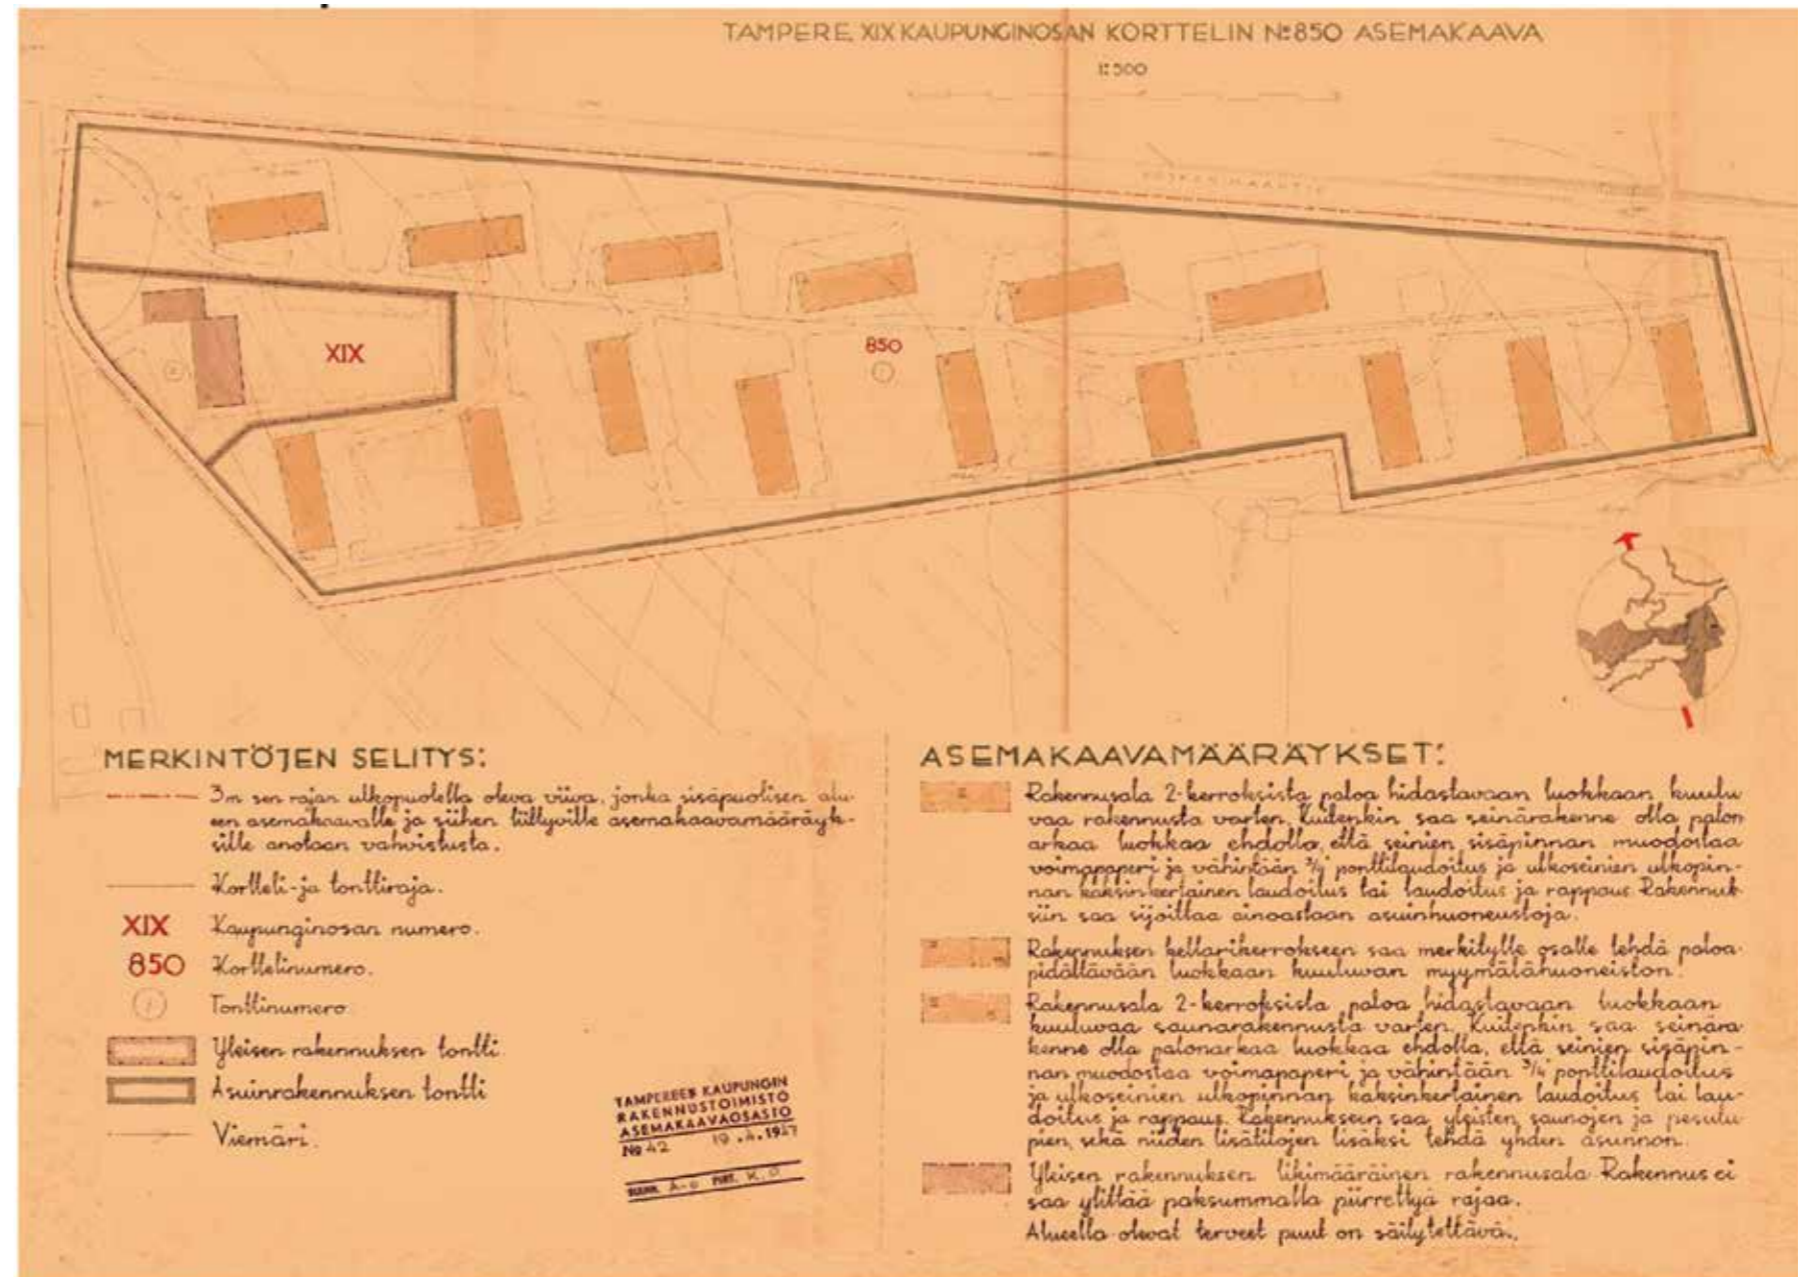 TAMPERE, XIX KAUPUNGINOSAN KORTTELIN Nº:850 ASEMAKAAVA
1:500
XIX
850
MERKINTÖJEN SELITYS:
3m sen rajan ulkopuolella oleva viiva, jonka sisäpuolisen alu-
een asemakaavalle ja siihen liittyville asemakaavamääräyk-
sille anotaan vahvistusta.
Kortteli- ja tonttiraja.
XIX Kaupunginosan numero.
850 Korttelinumero.
Tonttinumero.
Yleisen rakennuksen tontti.
Asuinrakennuksen tontti
Viemäri.
TAMPEREEN KAUPUNGIN
RAKENNUSTOIMISTO
ASEMAKAAVAOSASTO
No 42 19.4.1947
ASEMAKAAVAMÄÄRÄYKSET:
Rakennusala 2-kerroksista paloa hidastavaan luokkaan kuulu
vaa rakennusta varten. Kuitenkin saa seinärakenne olla palon
arkaa luokkaa ehdolla, että seinien sisäpinnan muodostaa
voimapaperi ja vähintään 3/4" ponttilaudoitus ja ulkoseinien ulkopin-
nan kaksinkertainen laudoitus tai laudoitus ja rappaus. Rakennuk
siin saa sijoittaa ainoastaan asuinhuoneustoja.
Rakennuksen kellarikerrokseen saa merkitylle osalle tehdä paloa
pidättävään luokkaan kuuluvan myymälähuoneiston.
Rakennusala 2-kerroksista paloa hidastavaan luokkaan
kuuluvaa saunarakennusta varten. Kuitenkin saa seinära
kenne olla palonarkaa luokkaa ehdolla, että seinien sisäpin-
nan muodostaa voimapaperi ja vähintään 3/4" ponttilaudoitus
ja ulkoseinien ulkopinnan kaksinkertainen laudoitus tai lau-
doitus ja rappaus. Rakennukseen saa yleisten saunojen ja pesutu
pien, sekä niiden lisätilojen lisäksi tehdä yhden asunnon.
Yleisen rakennuksen likimääräinen rakennusala. Rakennus ei
saa ylittää paksummalla piirrettyä rajaa.
Alueella olevat terveet puut on säilytettävä.